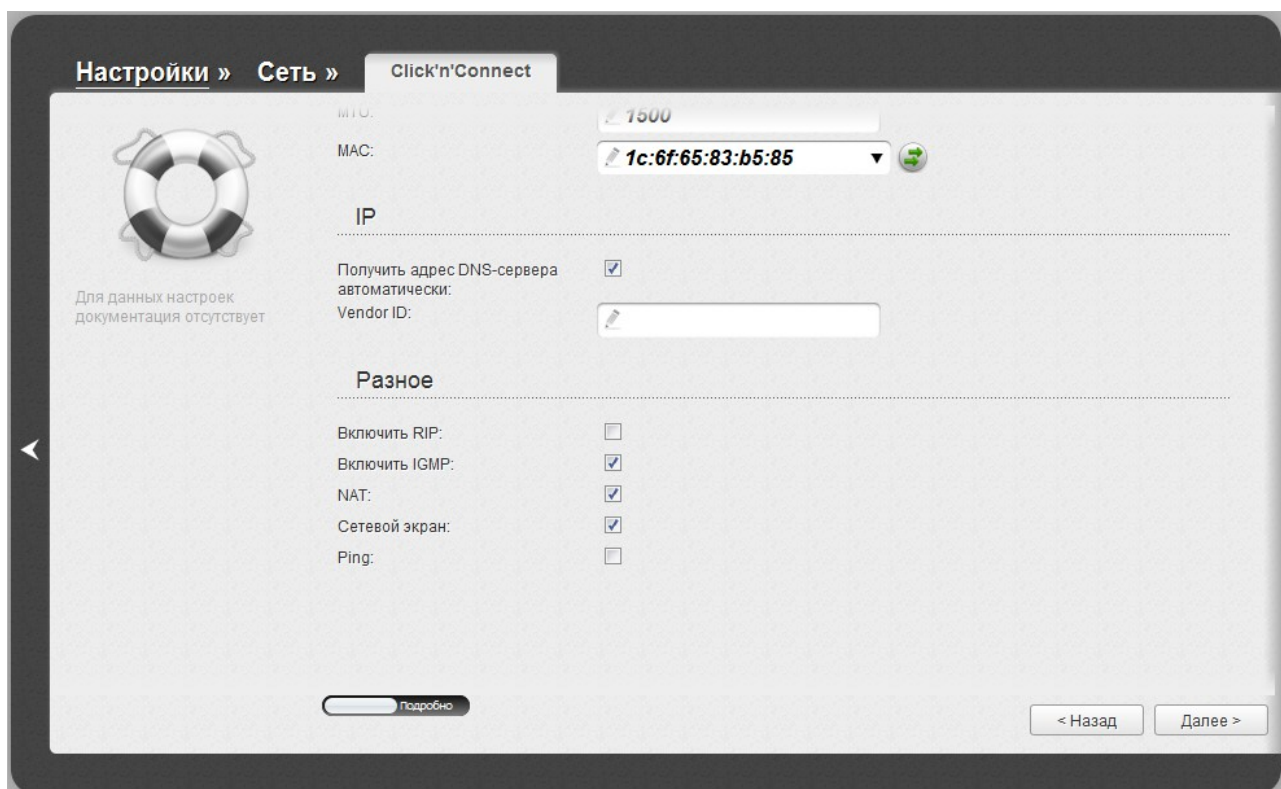 Настройки » Сеть » Click'n'Connect
MTU: 1500
MAC: 1c:6f:65:83:b5:85
IP
Получить адрес DNS-сервера
автоматически:
Для данных настроек
документация отсутствует
Vendor ID:
Разное
Включить RIP:
Включить IGMP:
NAT:
Сетевой экран:
Ping:
Подробно
< Назад
Далее >